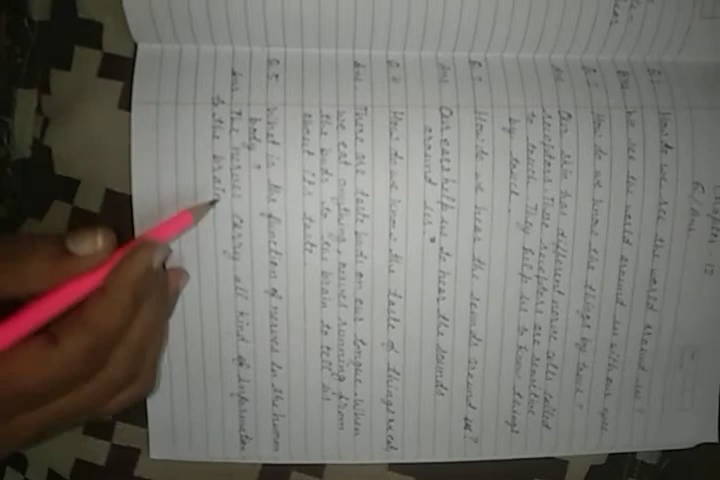 Chapter 12
Q/Ans
Q.1 How do we see the world around us?
Ans We see the world around us with our eyes.
Q.2 How do we know the things by touch?
Ans Our skin has different nerve cells called
receptors. These receptors are sensitive
to touch. They help us to know things
by touch.
Q.3 How do we hear the sounds around us?
Ans Our ears help us to hear the sounds
around us.
Q.4 How do we know the taste of things
Ans There are taste buds on our tongue. When
we eat anything, nerves running from
the buds to the brain to tell us
about its taste
Q.5 What is the function of nerves in the human
body?
Ans The nerves carry all kind of information
to the brain